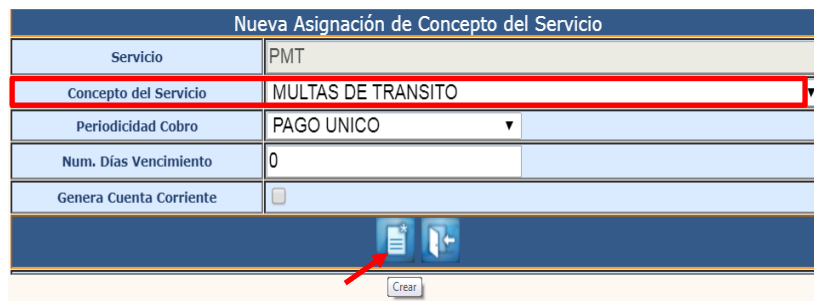 Nueva Asignación de Concepto del Servicio
Servicio PMT
Concepto del Servicio MULTAS DE TRANSITO
Periodicidad Cobro PAGO UNICO
Num. Días Vencimiento 0
Genera Cuenta Corriente
Crear